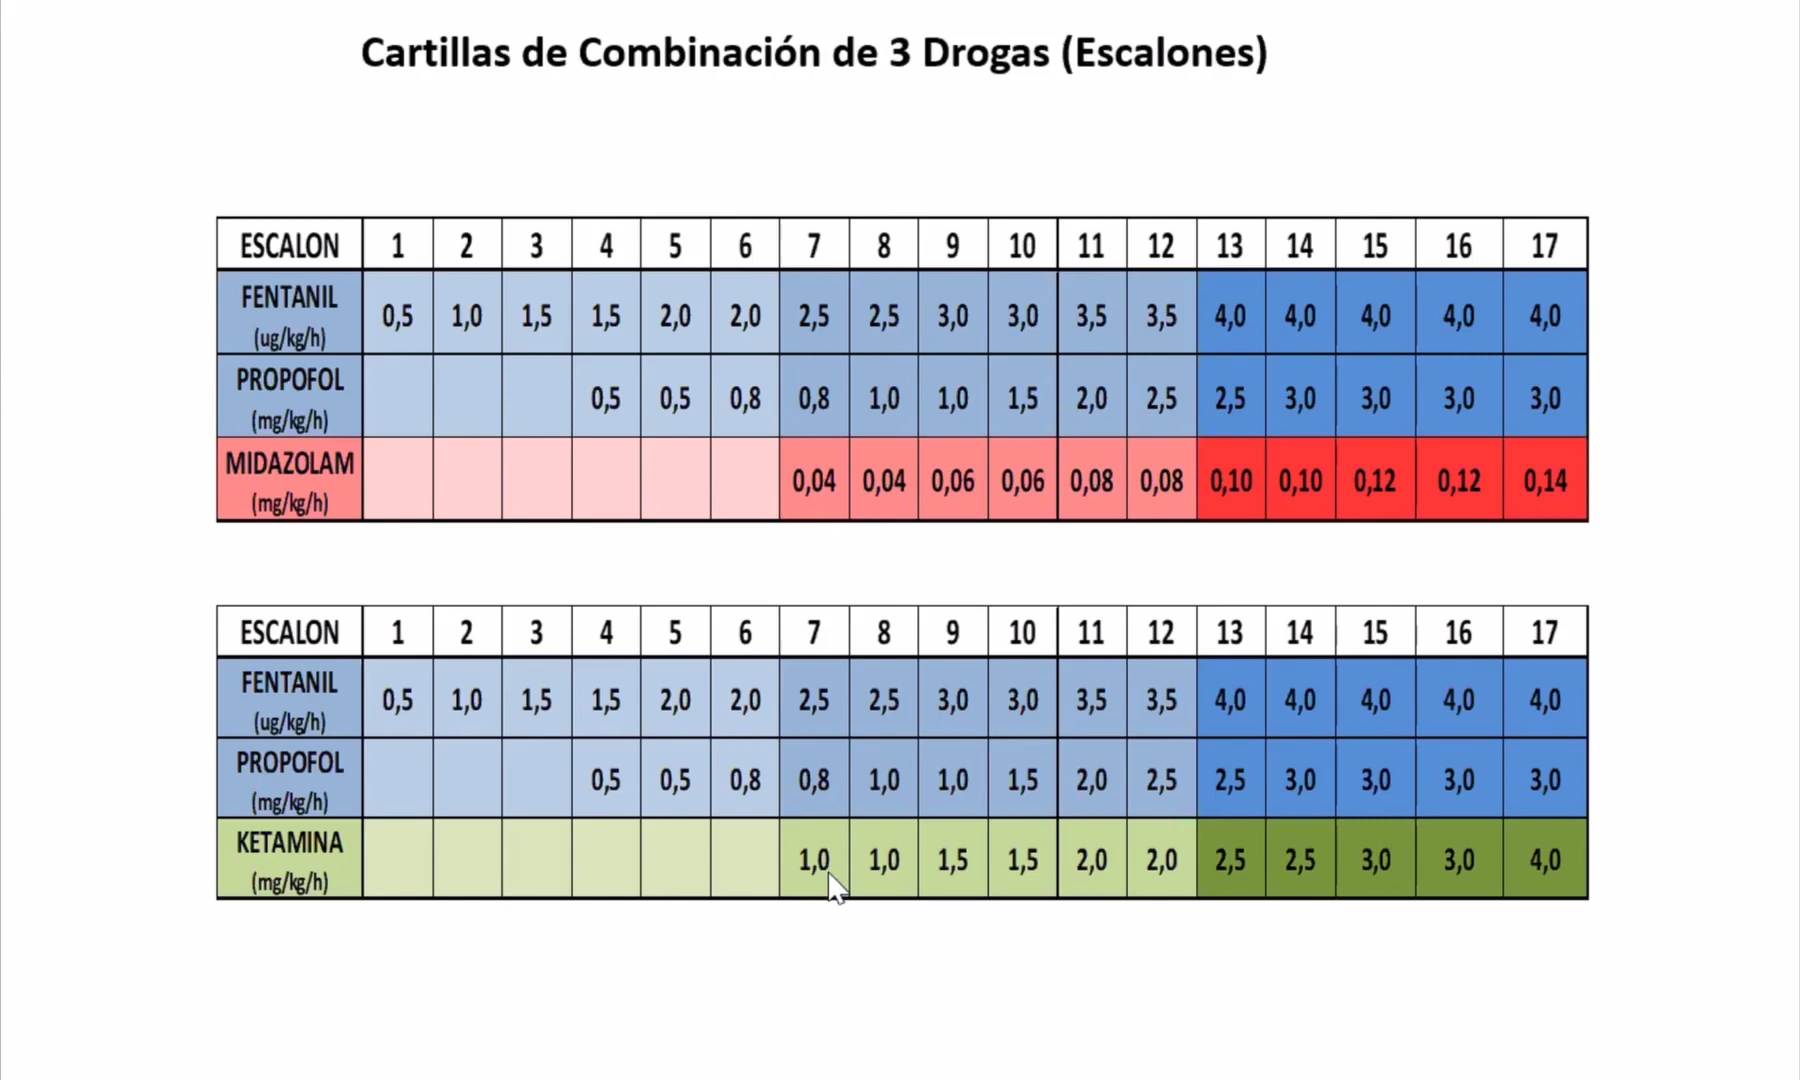 Cartillas de Combinación de 3 Drogas (Escalones)
ESCALON 1 2 3 4 5 6 7 8 9 10 11 12 13 14 15 16 17
FENTANIL (ug/kg/h) 0,5 1,0 1,5 1,5 2,0 2,0 2,5 2,5 3,0 3,0 3,5 3,5 4,0 4,0 4,0 4,0 4,0
PROPOFOL (mg/kg/h) 0,5 0,5 0,8 0,8 1,0 1,0 1,5 2,0 2,5 2,5 3,0 3,0 3,0 3,0
MIDAZOLAM (mg/kg/h) 0,04 0,04 0,06 0,06 0,08 0,08 0,10 0,10 0,12 0,12 0,14
ESCALON 1 2 3 4 5 6 7 8 9 10 11 12 13 14 15 16 17
FENTANIL (ug/kg/h) 0,5 1,0 1,5 1,5 2,0 2,0 2,5 2,5 3,0 3,0 3,5 3,5 4,0 4,0 4,0 4,0 4,0
PROPOFOL (mg/kg/h) 0,5 0,5 0,8 0,8 1,0 1,0 1,5 2,0 2,5 2,5 3,0 3,0 3,0 3,0
KETAMINA (mg/kg/h) 1,0 1,0 1,5 1,5 2,0 2,0 2,5 2,5 3,0 3,0 4,0